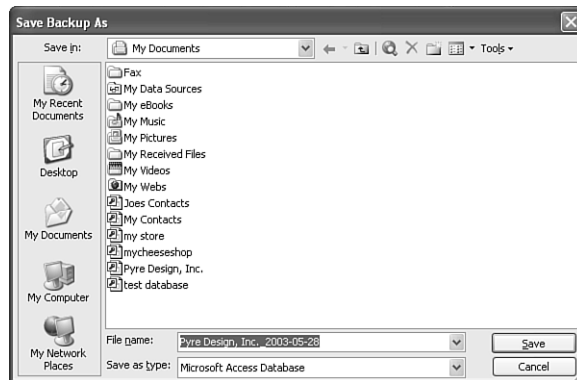 Save Backup As
Save in:
My Documents
Tools
My Recent
Documents
Desktop
My Documents
My Computer
My Network
Places
Fax
My Data Sources
My eBooks
My Music
My Pictures
My Received Files
My Videos
My Webs
Joes Contacts
My Contacts
my store
mycheeseshop
Pyre Design, Inc.
test database
File name:
Pyre Design, Inc._2003-05-28
Save
Save as type:
Microsoft Access Database
Cancel